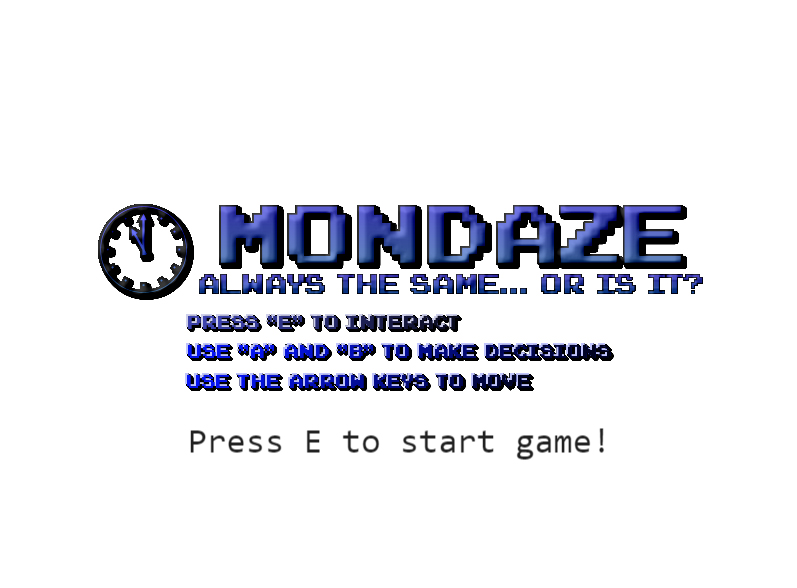 MONDAZE
ALWAYS THE SAME... OR IS IT?
PRESS "E" TO INTERACT
USE "A" AND "B" TO MAKE DECISIONS
USE THE ARROW KEYS TO MOVE
Press E to start game!